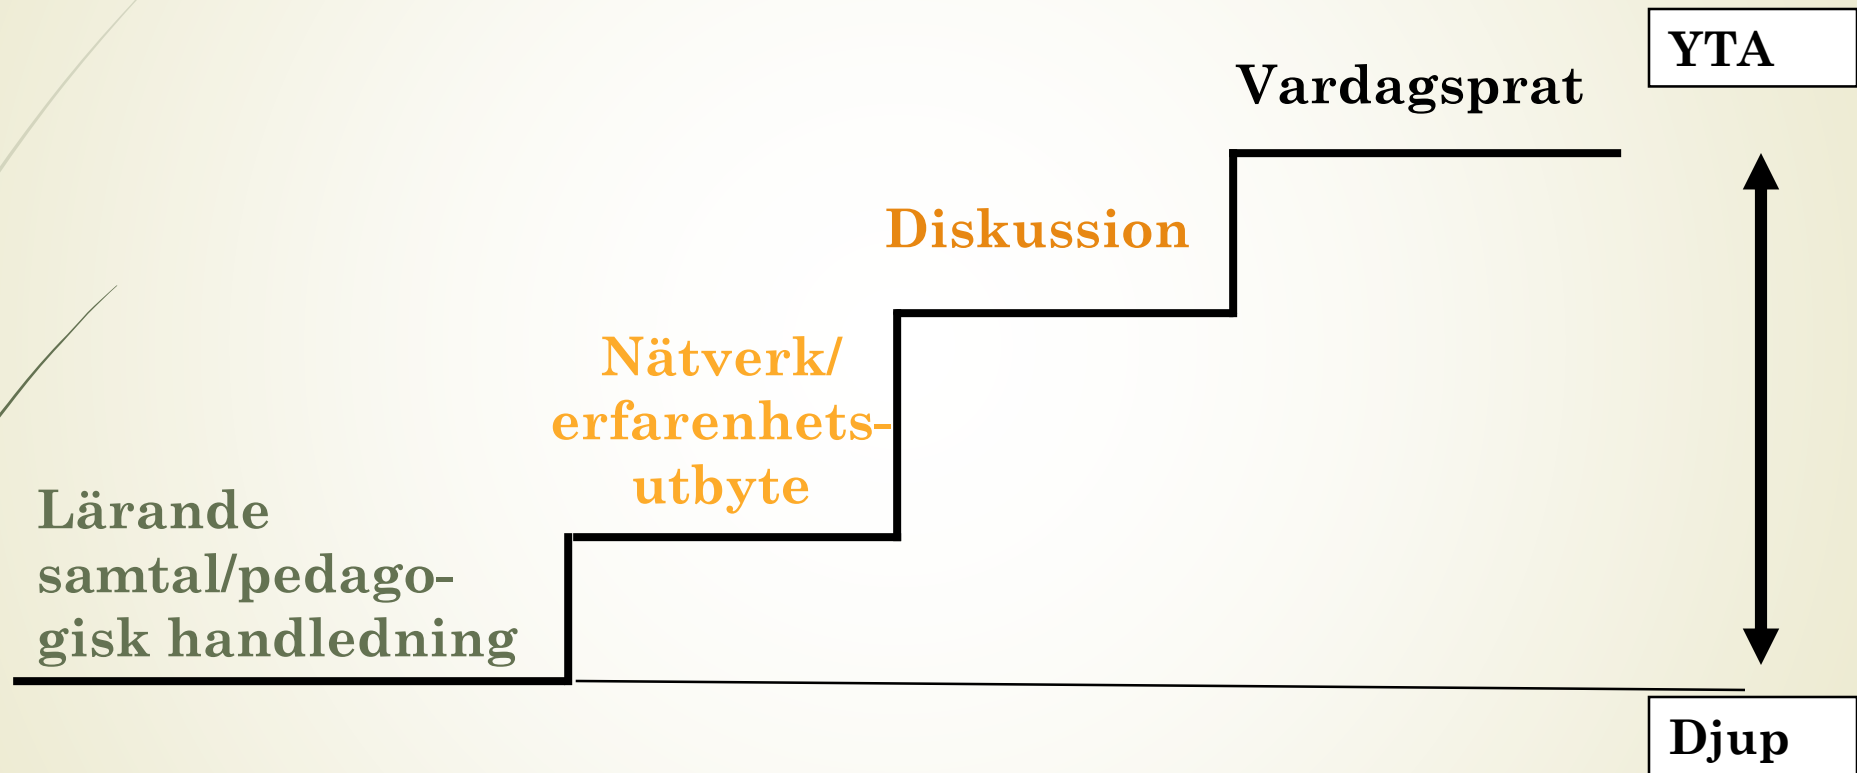 YTA
Vardagsprat
Diskussion
Nätverk/
erfarenhets-
utbyte
Lärande
samtal/pedago-
gisk handledning
Djup